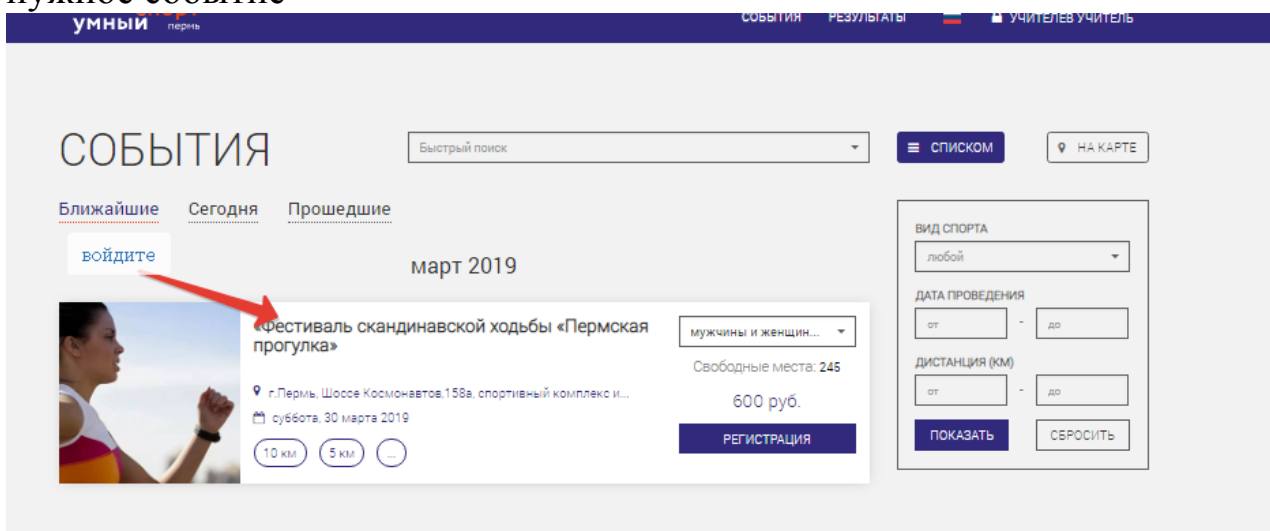 нужное событие
умный спорт пермь
СОБЫТИЯ РЕЗУЛЬТАТЫ УЧИТЕЛЕВ УЧИТЕЛЬ
СОБЫТИЯ
Быстрый поиск
СПИСКОМ
НА КАРТЕ
Ближайшие Сегодня Прошедшие
войдите
март 2019
«Фестиваль скандинавской ходьбы «Пермская
прогулка»
г.Пермь, Шоссе Космонавтов,158а, спортивный комплекс и...
суббота, 30 марта 2019
10 км 5 км ...
мужчины и женщин...
Свободные места: 245
600 руб.
РЕГИСТРАЦИЯ
ВИД СПОРТА
любой
ДАТА ПРОВЕДЕНИЯ
от - до
ДИСТАНЦИЯ (КМ)
от - до
ПОКАЗАТЬ СБРОСИТЬ